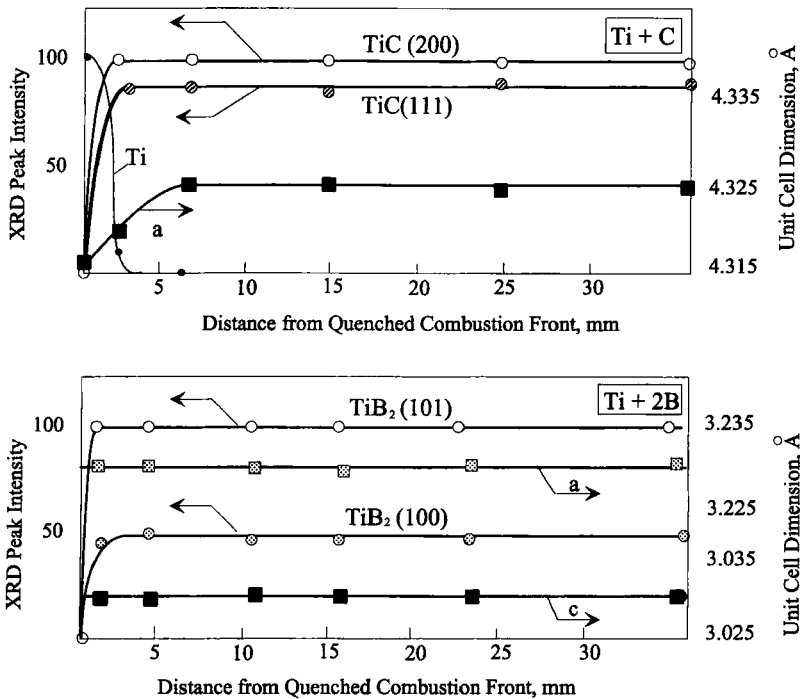 Ti + C
TiC (200)
TiC(111)
Ti
a
100
50
XRD Peak Intensity
4.335
4.325
4.315
Unit Cell Dimension, Å
5 10 15 20 25 30
Distance from Quenched Combustion Front, mm
Ti + 2B
TiB₂ (101)
a
TiB₂ (100)
c
100
50
XRD Peak Intensity
3.235
3.225
3.035
3.025
Unit Cell Dimension, Å
5 10 15 20 25 30 35
Distance from Quenched Combustion Front, mm